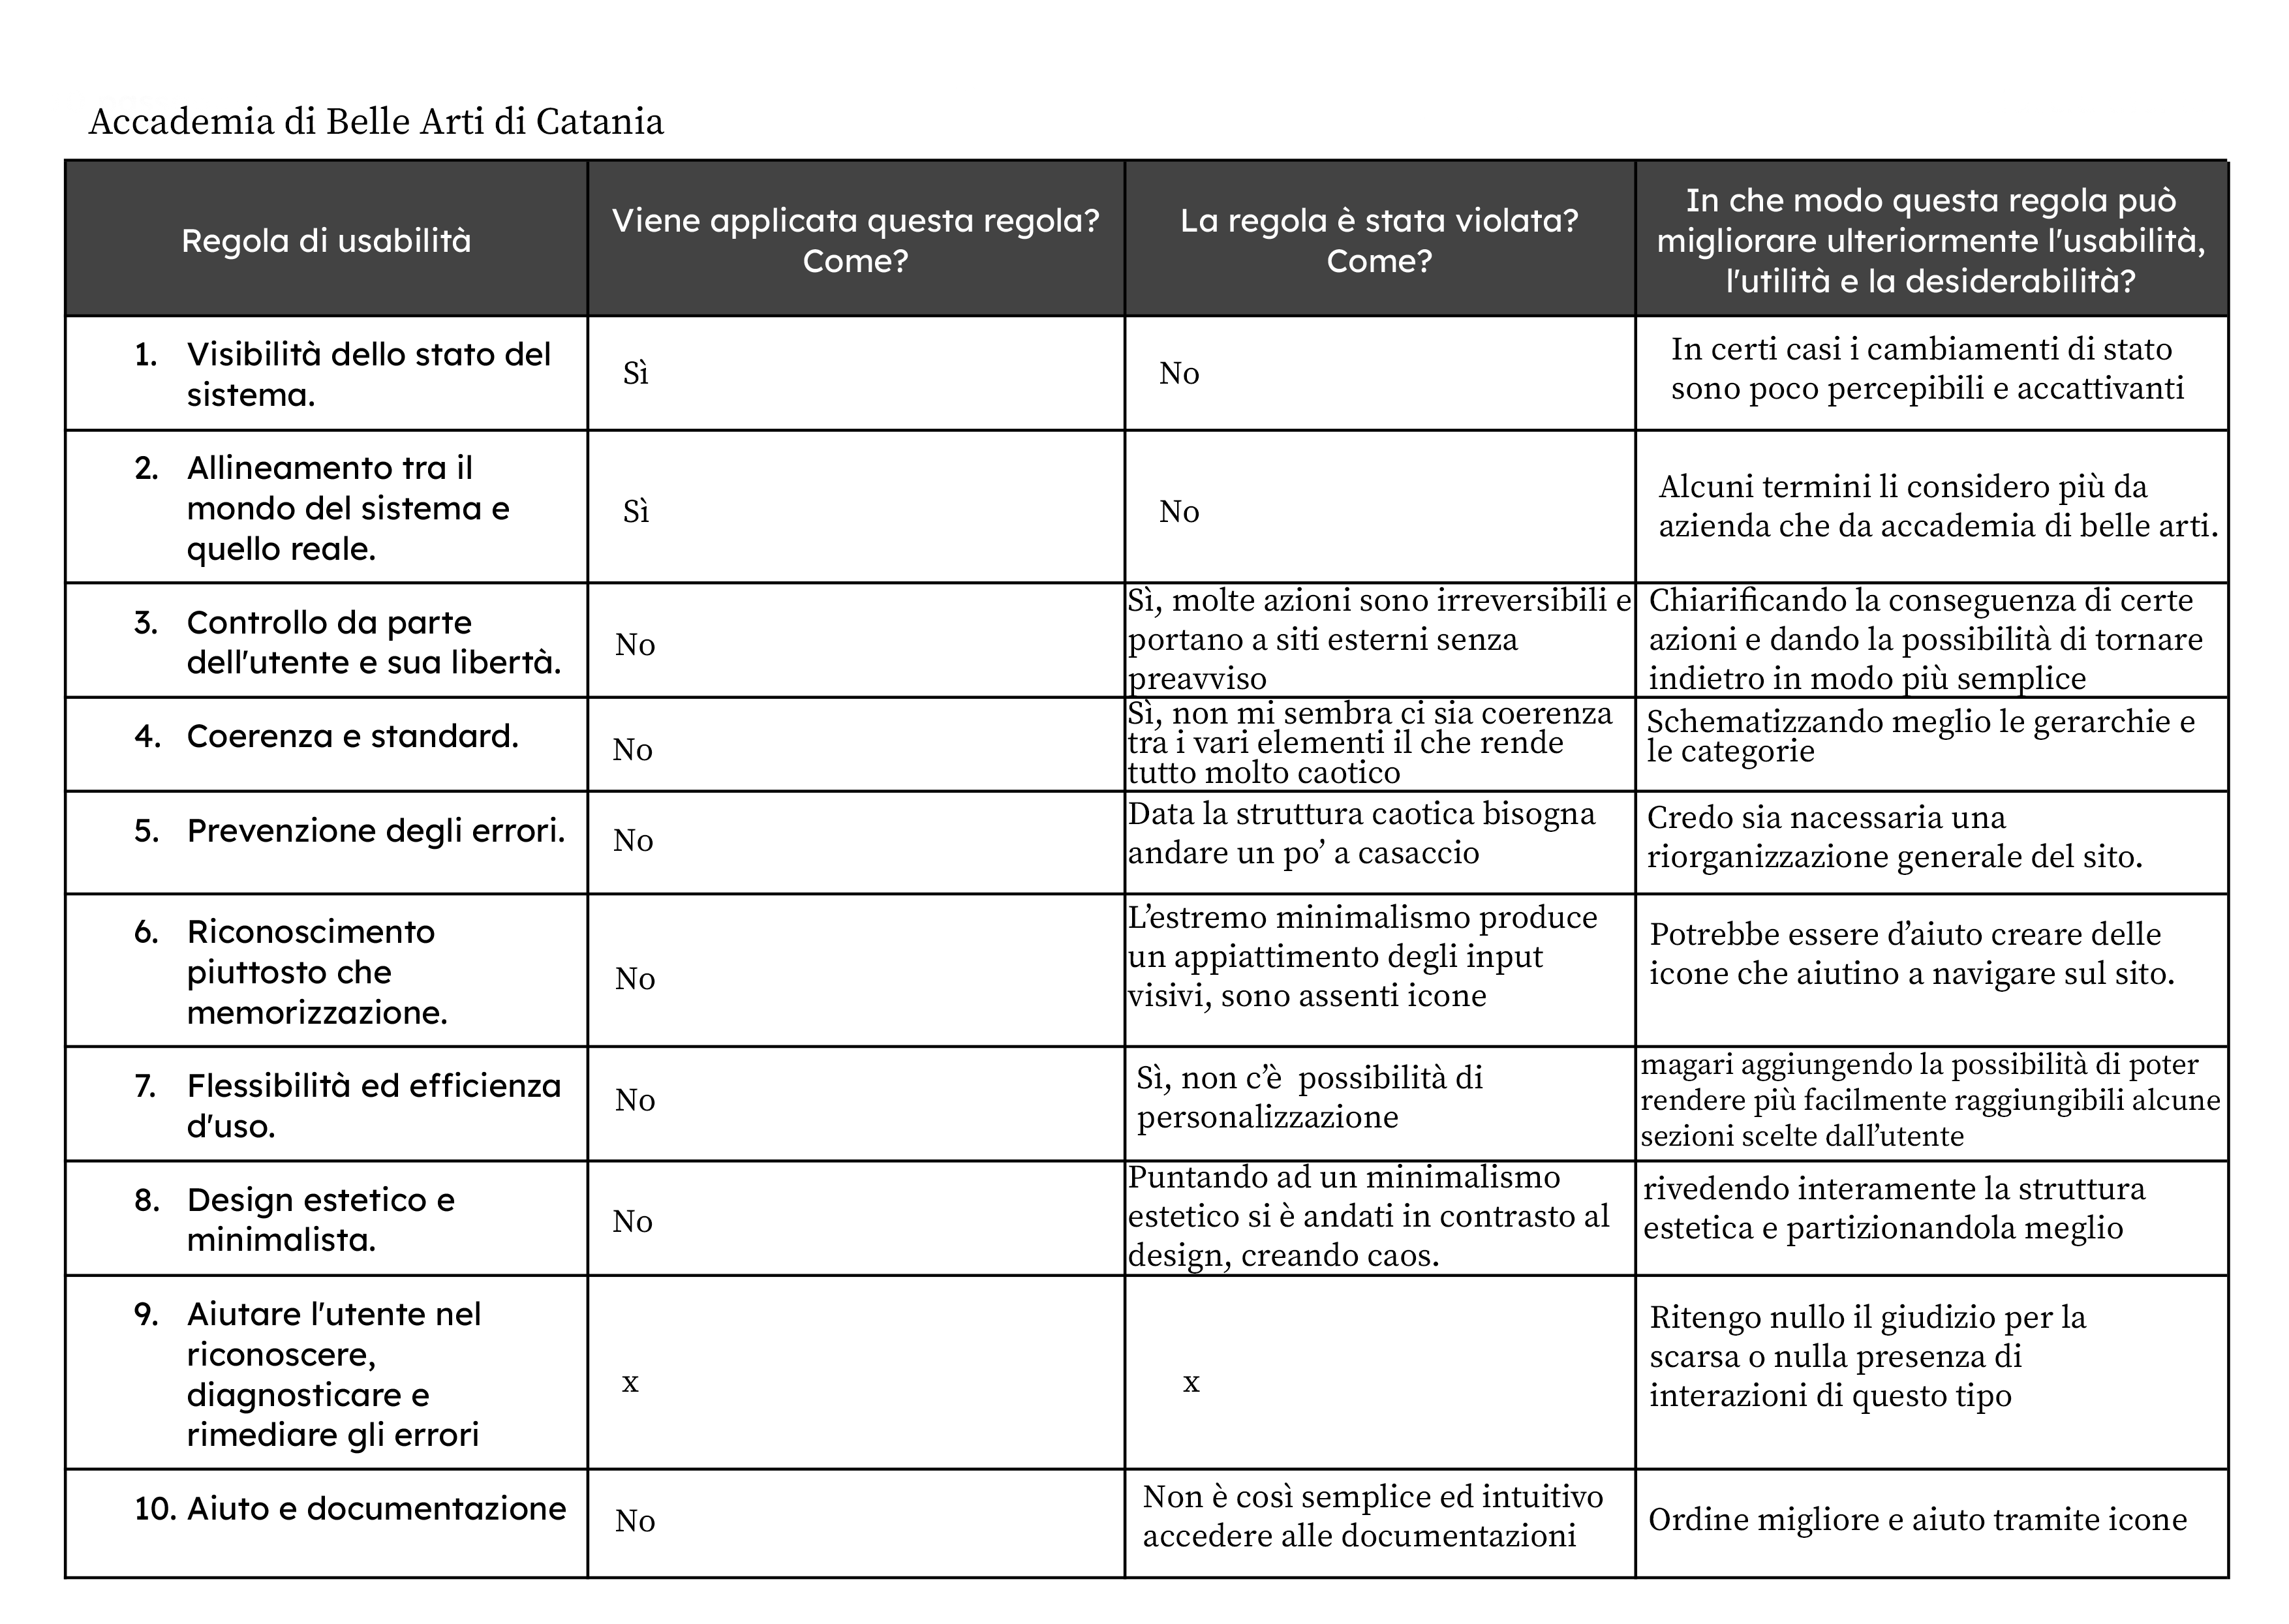 Accademia di Belle Arti di Catania
Regola di usabilità
Viene applicata questa regola?
Come?
La regola è stata violata?
Come?
In che modo questa regola può
migliorare ulteriormente l'usabilità,
l'utilità e la desiderabilità?
1. Visibilità dello stato del
sistema.
Sì
No
In certi casi i cambiamenti di stato
sono poco percepibili e accattivanti
2. Allineamento tra il
mondo del sistema e
quello reale.
Sì
No
Alcuni termini li considero più da
azienda che da accademia di belle arti.
3. Controllo da parte
dell'utente e sua libertà.
No
Sì, molte azioni sono irreversibili e
portano a siti esterni senza
preavviso
Chiarificando la conseguenza di certe
azioni e dando la possibilità di tornare
indietro in modo più semplice
4. Coerenza e standard.
No
Sì, non mi sembra ci sia coerenza
tra i vari elementi il che rende
tutto molto caotico
Schematizzando meglio le gerarchie e
le categorie
5. Prevenzione degli errori.
No
Data la struttura caotica bisogna
andare un po’ a casaccio
Credo sia nacessaria una
riorganizzazione generale del sito.
6. Riconoscimento
piuttosto che
memorizzazione.
No
L’estremo minimalismo produce
un appiattimento degli input
visivi, sono assenti icone
Potrebbe essere d’aiuto creare delle
icone che aiutino a navigare sul sito.
7. Flessibilità ed efficienza
d'uso.
No
Sì, non c’è  possibilità di
personalizzazione
magari aggiungendo la possibilità di poter
rendere più facilmente raggiungibili alcune
sezioni scelte dall’utente
8. Design estetico e
minimalista.
No
Puntando ad un minimalismo
estetico si è andati in contrasto al
design, creando caos.
rivedendo interamente la struttura
estetica e partizionandola meglio
9. Aiutare l'utente nel
riconoscere,
diagnosticare e
rimediare gli errori
x
x
Ritengo nullo il giudizio per la
scarsa o nulla presenza di
interazioni di questo tipo
10. Aiuto e documentazione
No
Non è così semplice ed intuitivo
accedere alle documentazioni
Ordine migliore e aiuto tramite icone